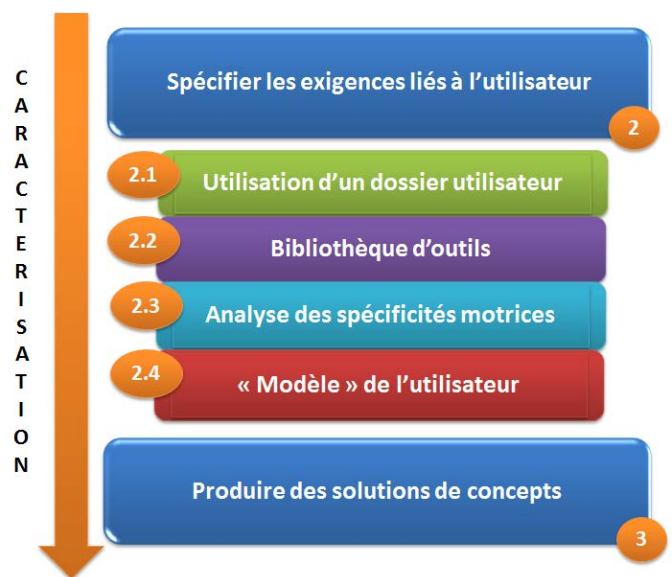 CARACTERISATION
Spécifier les exigences liés à l'utilisateur
2
2.1 Utilisation d'un dossier utilisateur
2.2 Bibliothèque d'outils
2.3 Analyse des spécificités motrices
2.4 « Modèle » de l'utilisateur
Produire des solutions de concepts
3